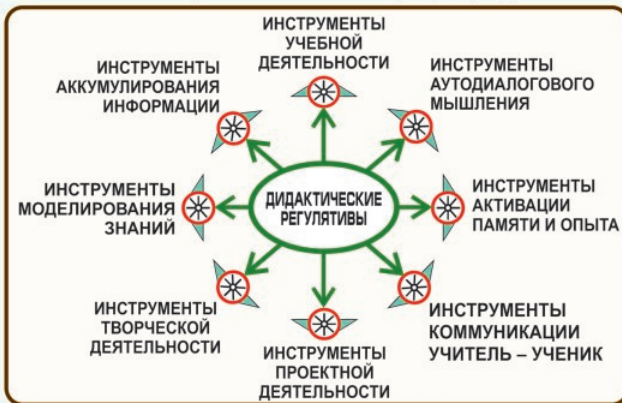 ИНСТРУМЕНТЫ
УЧЕБНОЙ
ДЕЯТЕЛЬНОСТИ
ИНСТРУМЕНТЫ
АККУМУЛИРОВАНИЯ
ИНФОРМАЦИИ
ИНСТРУМЕНТЫ
АУТОДИАЛОГОВОГО
МЫШЛЕНИЯ
ИНСТРУМЕНТЫ
МОДЕЛИРОВАНИЯ
ЗНАНИЙ
ДИДАКТИЧЕСКИЕ
РЕГУЛЯТИВЫ
ИНСТРУМЕНТЫ
АКТИВАЦИИ
ПАМЯТИ И ОПЫТА
ИНСТРУМЕНТЫ
ТВОРЧЕСКОЙ
ДЕЯТЕЛЬНОСТИ
ИНСТРУМЕНТЫ
ПРОЕКТНОЙ
ДЕЯТЕЛЬНОСТИ
ИНСТРУМЕНТЫ
КОММУНИКАЦИИ
УЧИТЕЛЬ – УЧЕНИК